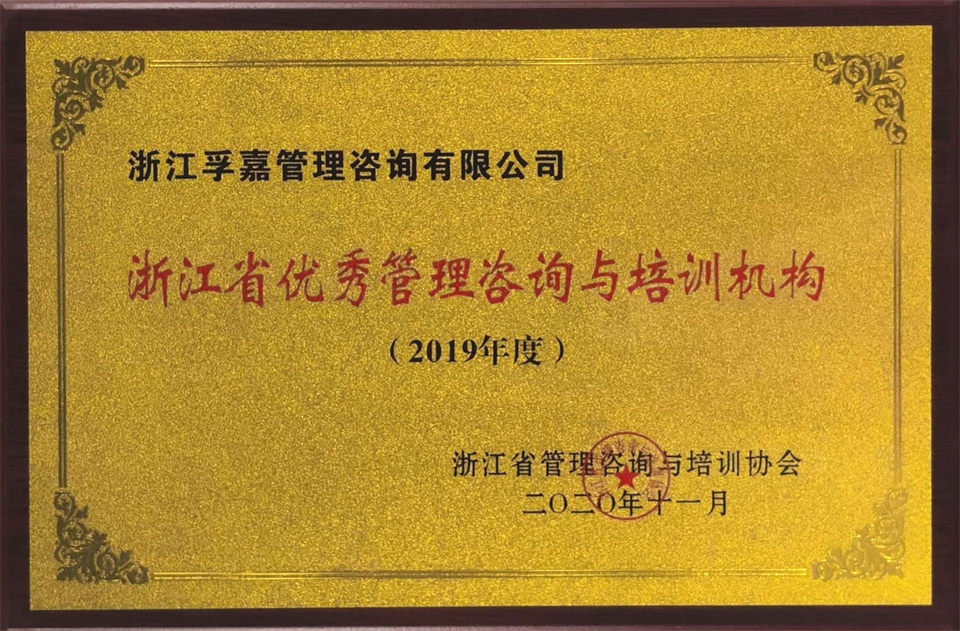 浙江孚嘉管理咨询有限公司
浙江省优秀管理咨询与培训机构
（2019年度）
浙江省管理咨询与培训协会
二〇二〇年十一月